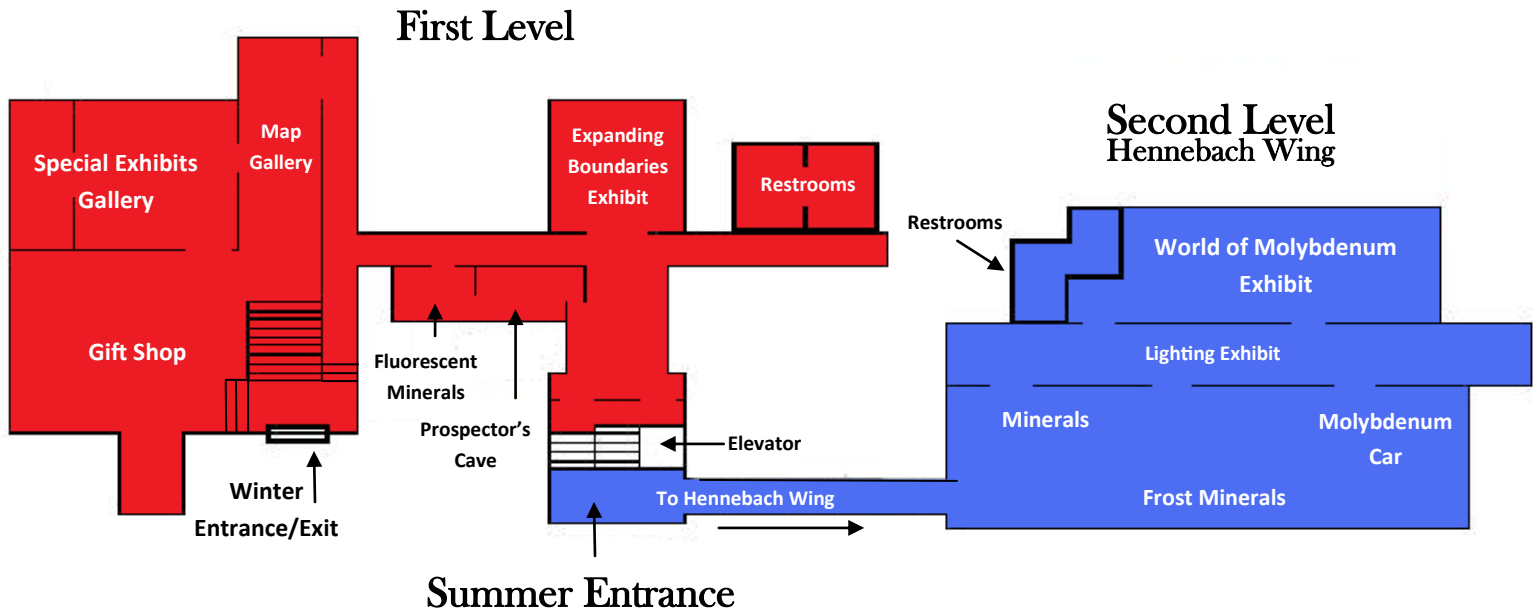 First Level
Special Exhibits
Gallery
Map
Gallery
Expanding
Boundaries
Exhibit
Restrooms
Gift Shop
Fluorescent
Minerals
Prospector’s
Cave
Elevator
Winter
Entrance/Exit
To Hennebach Wing
Summer Entrance
Second Level
Hennebach Wing
Restrooms
World of Molybdenum
Exhibit
Lighting Exhibit
Minerals
Molybdenum
Car
Frost Minerals